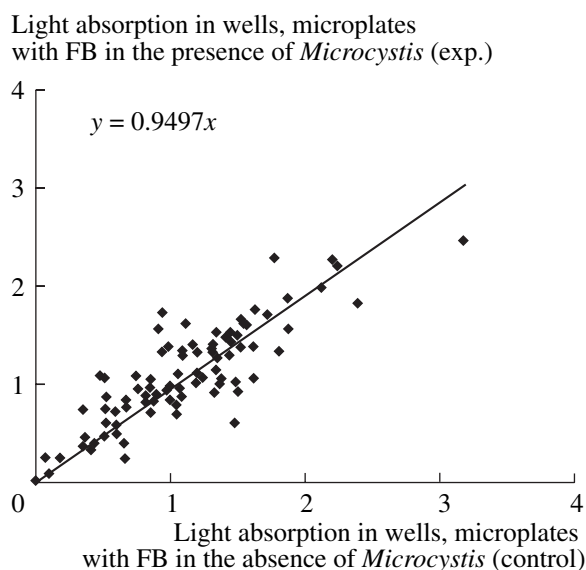 Light absorption in wells, microplates
with FB in the presence of Microcystis (exp.)
4
y = 0.9497x
3
2
1
0
1
2
3
4
Light absorption in wells, microplates
with FB in the absence of Microcystis (control)